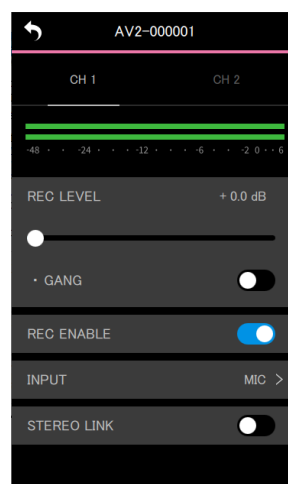 AV2-000001
CH 1 CH 2
-48 · · -24 · · · -12 · · · -6 · · -2 0 · · 6
REC LEVEL + 0.0 dB
・ GANG
REC ENABLE
INPUT MIC >
STEREO LINK